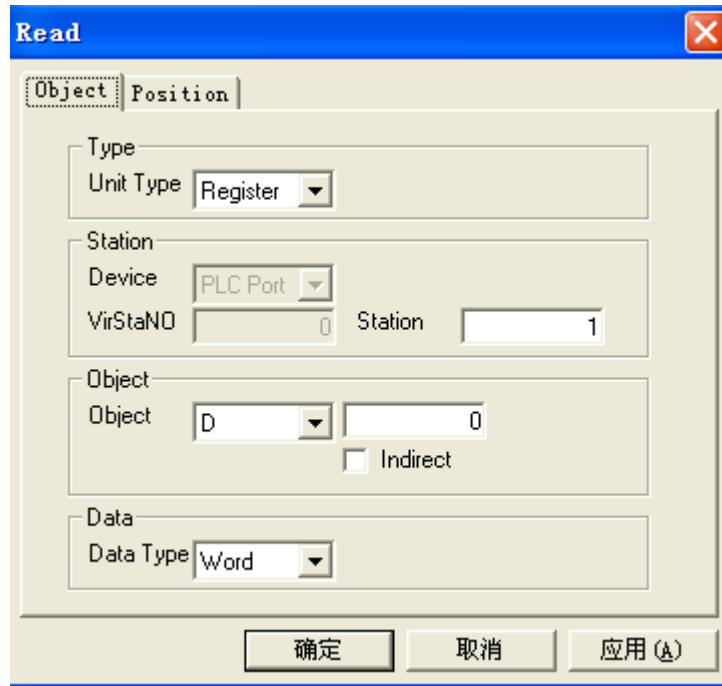 Read
Object Position
Type
Unit Type Register
Station
Device PLC Port
VirStaNO 0 Station 1
Object
Object D 0
Indirect
Data
Data Type Word
确定 取消 应用(A)